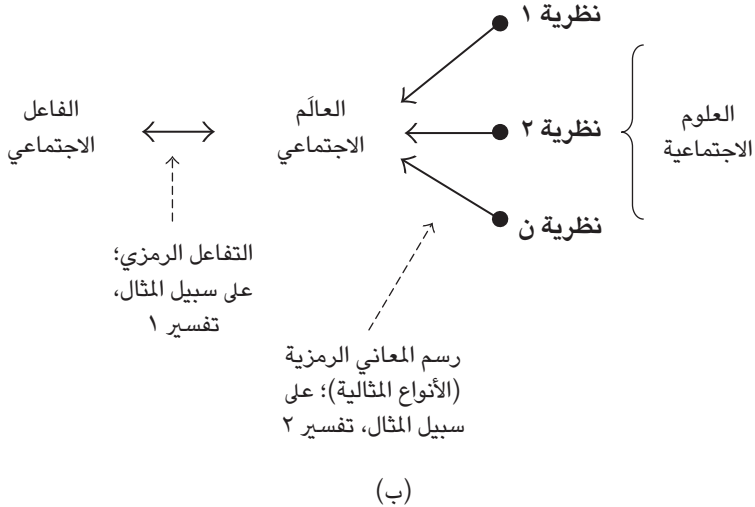 نظرية ١
العلوم
الاجتماعية
نظرية ٢
نظرية ن
العالَم
الاجتماعي
الفاعل
الاجتماعي
التفاعل الرمزي؛
على سبيل المثال،
تفسير ١
رسم المعاني الرمزية
(الأنواع المثالية)؛ على
سبيل المثال، تفسير ٢
(ب)